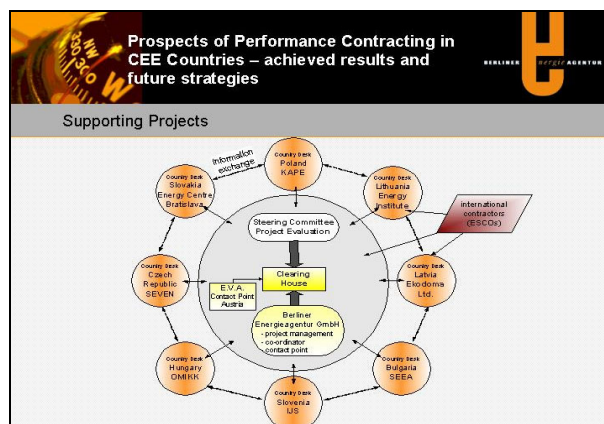 Prospects of Performance Contracting in
CEE Countries – achieved results and
future strategies
BERLINER energie AGENTUR
NW
330
W
Supporting Projects
Information
exchange
Country Desk
Poland
KAPE
Country Desk
Slovakia
Energy Centre
Bratislava
Country Desk
Lithuania
Energy
Institute
international
contractors
(ESCOs)
Steering Committee
Project Evaluation
Country Desk
Czech
Republic
SEVEN
Clearing
House
E.V.A.
Contact Point
Austria
Country Desk
Latvia
Ekodoma
Ltd.
Berliner
Energieagentur GmbH
- project management
- co-ordinator
- contact point
Country Desk
Hungary
OMIKK
Country Desk
Bulgaria
SEEA
Country Desk
Slovenia
IJS